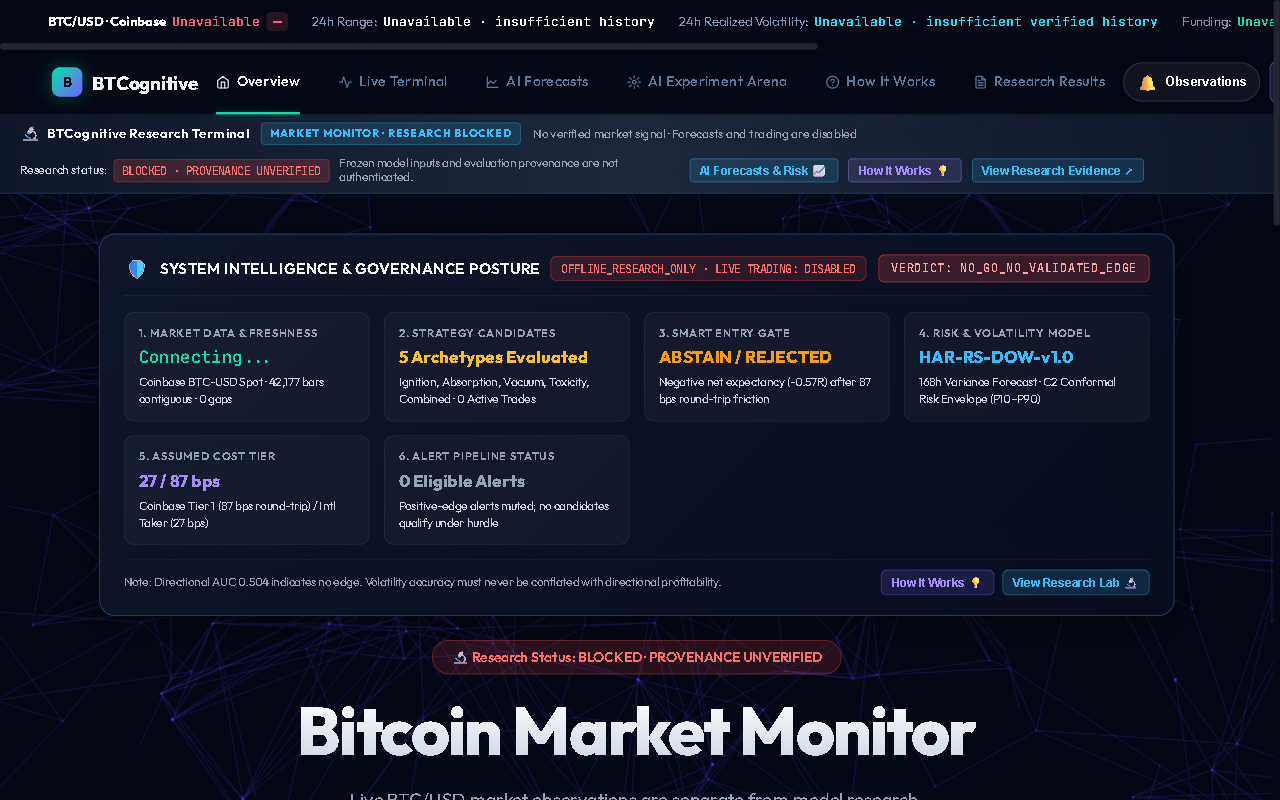 BTC/USD · Coinbase Unavailable — 24h Range: Unavailable · insufficient history 24h Realized Volatility: Unavailable · insufficient verified history Funding:
B BTCognitive Overview Live Terminal AI Forecasts AI Experiment Arena How It Works Research Results Observations
BTCognitive Research Terminal MARKET MONITOR · RESEARCH BLOCKED No verified market signal · Forecasts and trading are disabled
Research status: BLOCKED · PROVENANCE UNVERIFIED Frozen model inputs and evaluation provenance are not
authenticated.
AI Forecasts & Risk How It Works View Research Evidence ↗
SYSTEM INTELLIGENCE & GOVERNANCE POSTURE OFFLINE_RESEARCH_ONLY · LIVE TRADING: DISABLED VERDICT: NO_GO_NO_VALIDATED_EDGE
1. MARKET DATA & FRESHNESS
Connecting...
Coinbase BTC-USD Spot · 42,177 bars
contiguous · 0 gaps
2. STRATEGY CANDIDATES
5 Archetypes Evaluated
Ignition, Absorption, Vacuum, Toxicity,
Combined · 0 Active Trades
3. SMART ENTRY GATE
ABSTAIN / REJECTED
Negative net expectancy (-0.57R) after 87
bps round-trip friction
4. RISK & VOLATILITY MODEL
HAR-RS-DOW-v1.0
168h Variance Forecast · C2 Conformal
Risk Envelope (P10–P90)
5. ASSUMED COST TIER
27 / 87 bps
Coinbase Tier 1 (87 bps round-trip) / Intl
Taker (27 bps)
6. ALERT PIPELINE STATUS
0 Eligible Alerts
Positive-edge alerts muted; no candidates
qualify under hurdle
Note: Directional AUC 0.504 indicates no edge. Volatility accuracy must never be conflated with directional profitability.
How It Works View Research Lab
Research Status: BLOCKED · PROVENANCE UNVERIFIED
Bitcoin Market Monitor
Live BTC/USD market observations are separate from model research.